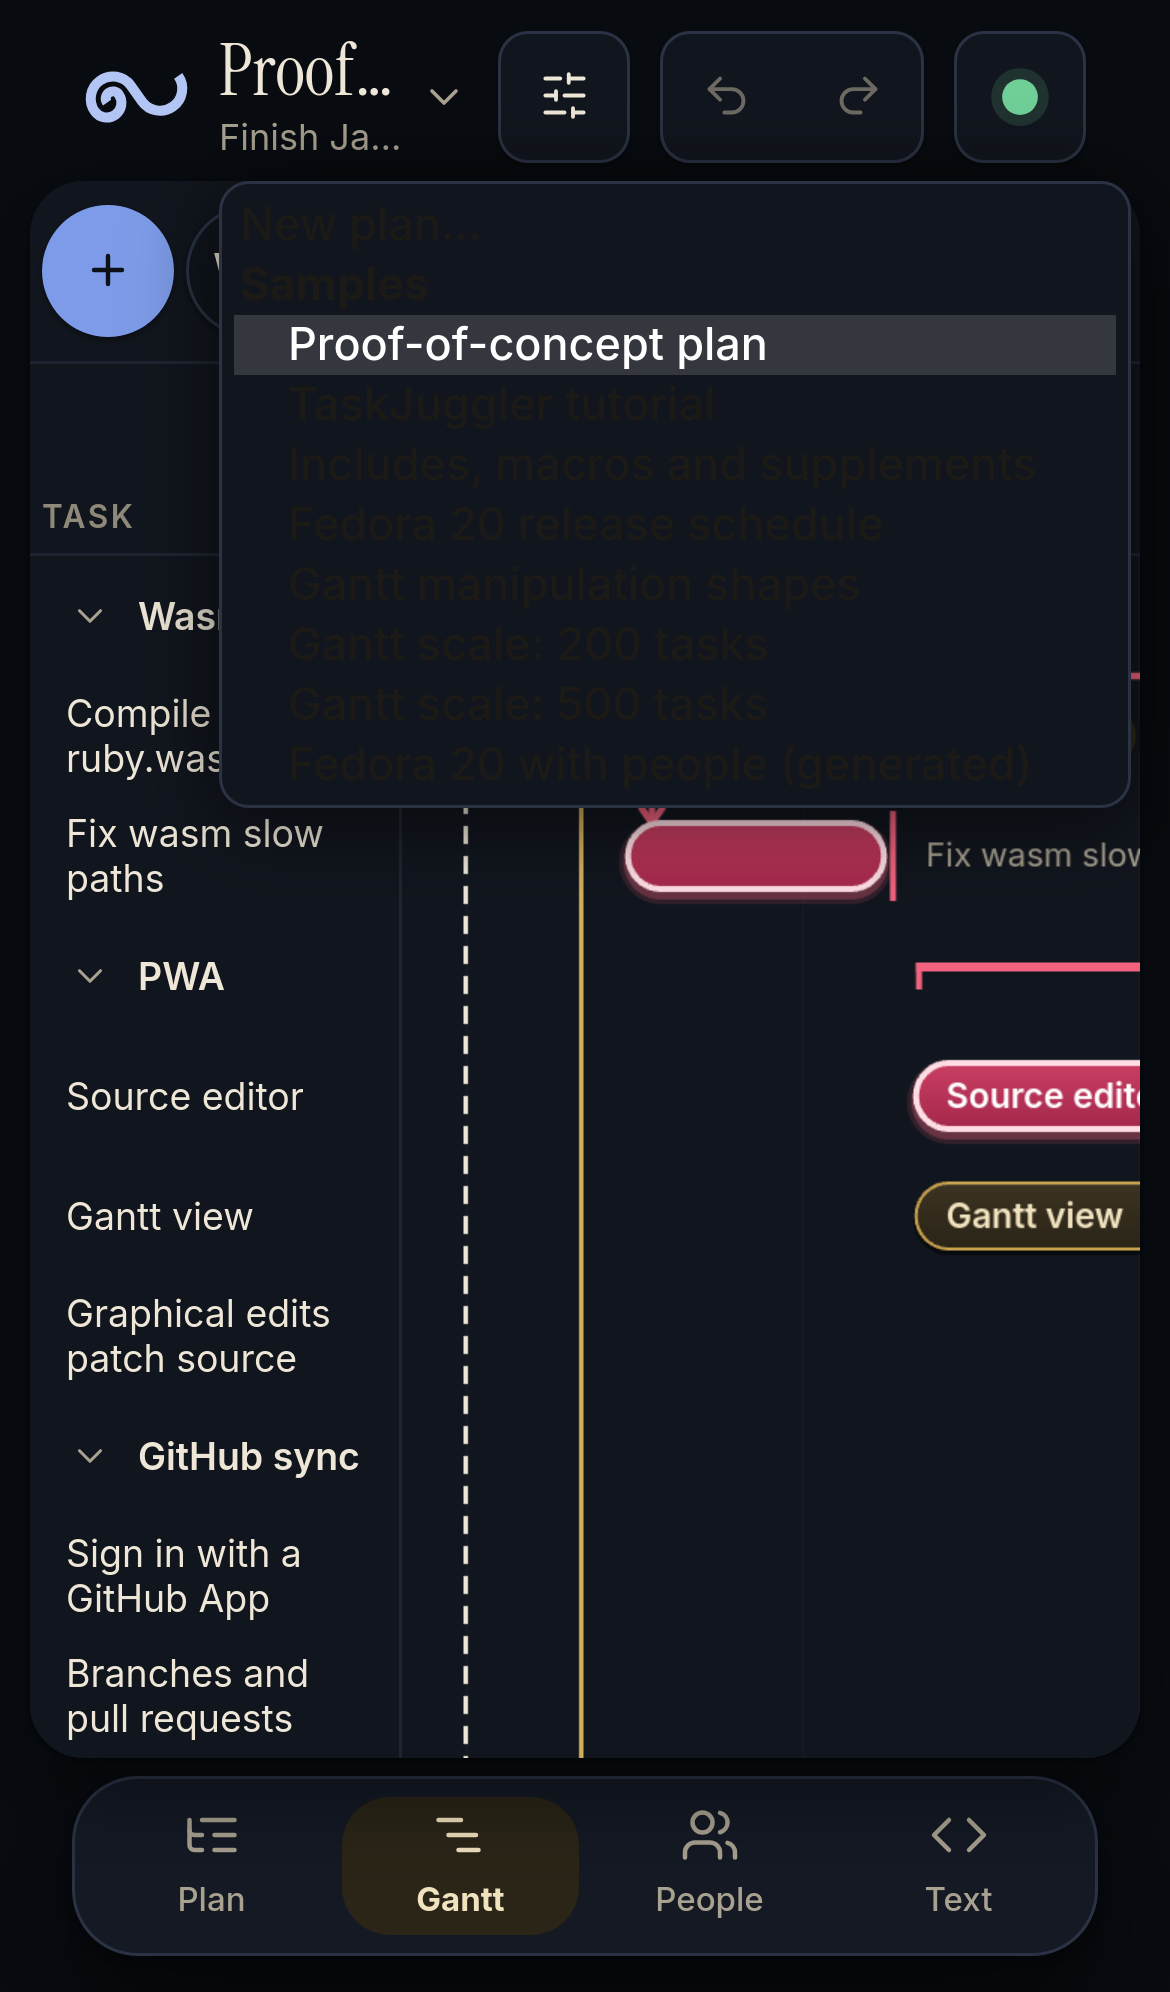 Proof...
Finish Ja...
New plan...
Samples
Proof-of-concept plan
TaskJuggler tutorial
Includes, macros and supplements
Fedora 20 release schedule
Gantt manipulation shapes
Gantt scale: 200 tasks
Gantt scale: 500 tasks
Fedora 20 with people (generated)
TASK
Compile
ruby.was
Fix wasm slow
paths
Fix wasm slow
PWA
Source editor
Source edit
Gantt view
Gantt view
Graphical edits
patch source
GitHub sync
Sign in with a
GitHub App
Branches and
pull requests
Plan
Gantt
People
Text